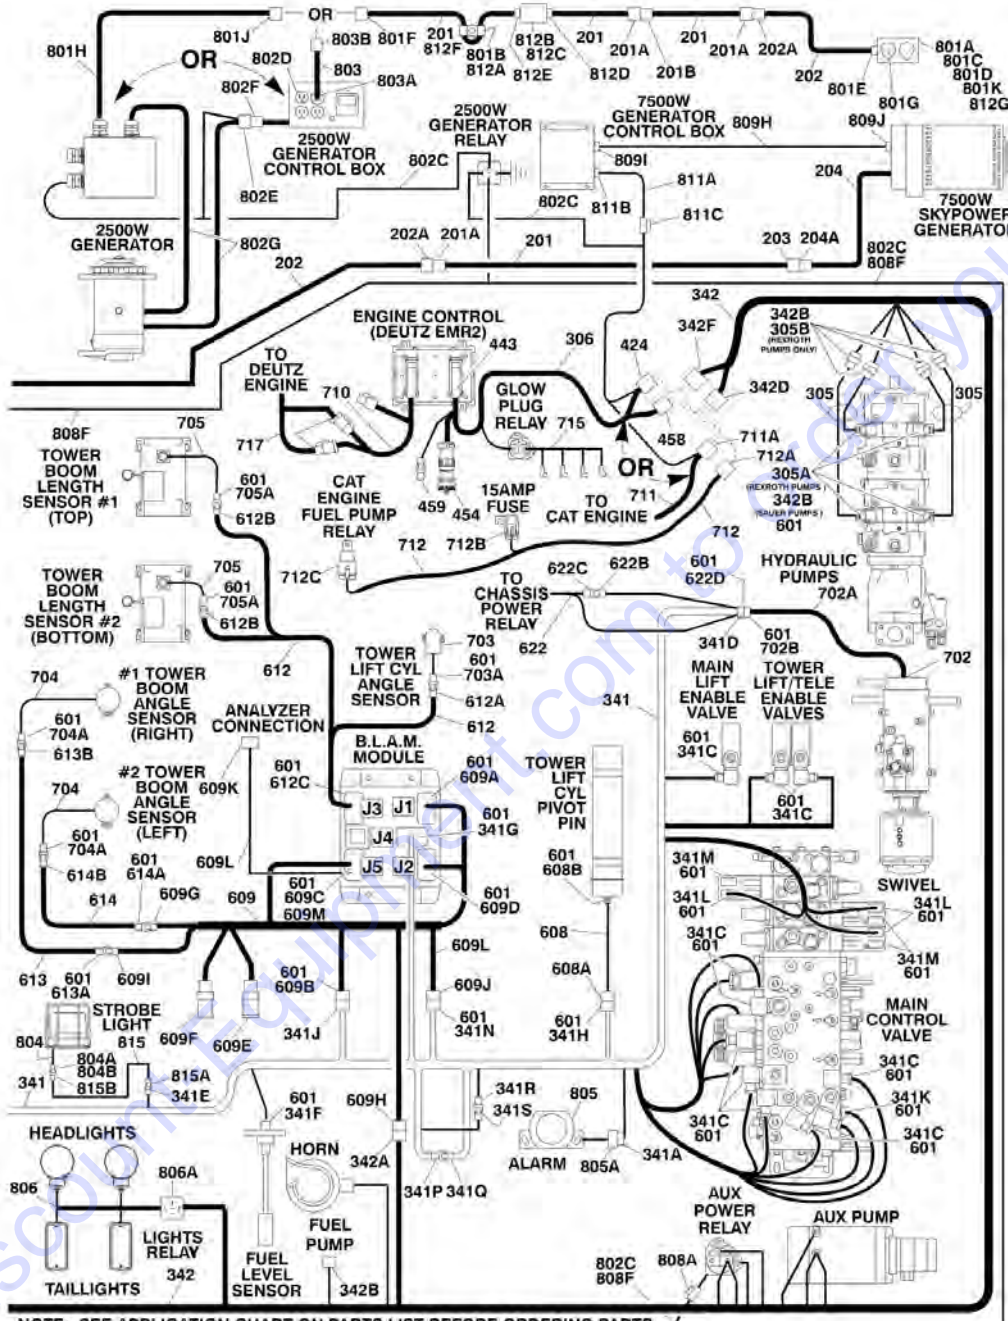 801H
801J
OR
803B
801F
201
812F
801B
812A
812B
812C
812E
812D
201
201A
201B
201
201A
202A
202
801E
801G
801A
801C
801D
801K
812G
OR
802D
803
803A
802F
2500W
GENERATOR
CONTROL BOX
802E
802C
2500W
GENERATOR
RELAY
7500W
GENERATOR
CONTROL BOX
809H
809J
809I
811A
811B
811C
802C
204
7500W
SKYPOWER
GENERATOR
2500W
GENERATOR
802G
202
202A
201A
201
203
204A
802C
808F
ENGINE CONTROL
(DEUTZ EMR2)
443
306
424
342
342F
342B
305B
(REXROTH
PUMPS ONLY)
TO
DEUTZ
ENGINE
710
717
GLOW
PLUG
RELAY
715
342D
305
305
458
711A
712A
305A
(REXROTH PUMPS)
342B
(SAUER PUMPS)
601
OR
808F
705
TOWER
BOOM
LENGTH
SENSOR #1
(TOP)
601
705A
612B
CAT
ENGINE
FUEL PUMP
RELAY
459
454
15AMP
FUSE
712B
TO
CAT ENGINE
711
712
712
712C
HYDRAULIC
PUMPS
TOWER
BOOM
LENGTH
SENSOR #2
(BOTTOM)
705
601
705A
612B
612
TO
CHASSIS
POWER
RELAY
622C
622B
601
622D
702A
622
341D
601
702B
702
704
#1 TOWER
BOOM
ANGLE
SENSOR
(RIGHT)
601
704A
613B
ANALYZER
CONNECTION
TOWER
LIFT CYL
ANGLE
SENSOR
703
601
703A
612A
612
341
MAIN
LIFT
ENABLE
VALVE
TOWER
LIFT/TELE
ENABLE
VALVES
601
341C
601
341C
B.L.A.M.
MODULE
601
612C
601
609A
609K
J3
J1
J4
J5
J2
601
341G
TOWER
LIFT
CYL
PIVOT
PIN
704
#2 TOWER
BOOM
ANGLE
SENSOR
(LEFT)
601
704A
614B
601
614A
609G
609L
609
601
609C
609M
601
609D
601
608B
608
608A
614
613
601
613A
609I
609F
609E
601
609B
341J
609L
609J
601
341N
601
341H
341M
601
341L
601
341C
601
SWIVEL
341L
601
341M
601
MAIN
CONTROL
VALVE
341C
601
341K
601
341C
601
341C
601
STROBE
LIGHT
804
815
804A
804B
815B
815A
341E
341
601
341F
609H
341R
341S
805
ALARM
805A
341A
HEADLIGHTS
HORN
342A
341P
341Q
806
806A
LIGHTS
RELAY
TAILLIGHTS
342
FUEL
LEVEL
SENSOR
FUEL
PUMP
342B
AUX
POWER
RELAY
AUX PUMP
802C
808F
808A